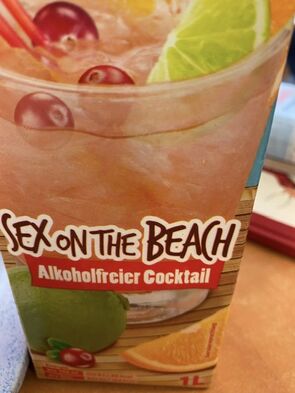 SEX ON THE BEACH
Alkoholfreier Cocktail
1L